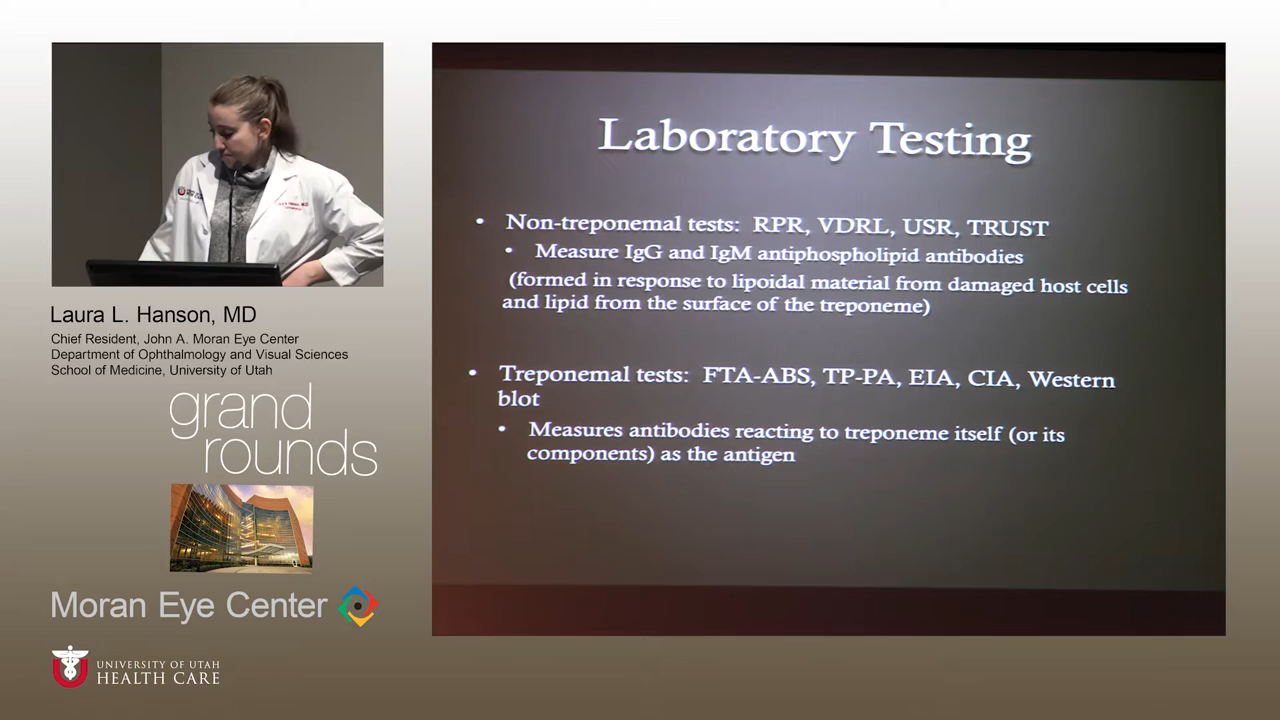 Laboratory Testing
• Non-treponemal tests: RPR, VDRL, USR, TRUST
• Measure IgG and IgM antiphospholipid antibodies
(formed in response to lipoidal material from damaged host cells
and lipid from the surface of the treponeme)
• Treponemal tests: FTA-ABS, TP-PA, EIA, CIA, Western
blot
• Measures antibodies reacting to treponeme itself (or its
components) as the antigen
Laura L. Hanson, MD
Chief Resident, John A. Moran Eye Center
Department of Ophthalmology and Visual Sciences
School of Medicine, University of Utah
grand
rounds
Moran Eye Center
U
UNIVERSITY OF UTAH
HEALTH CARE